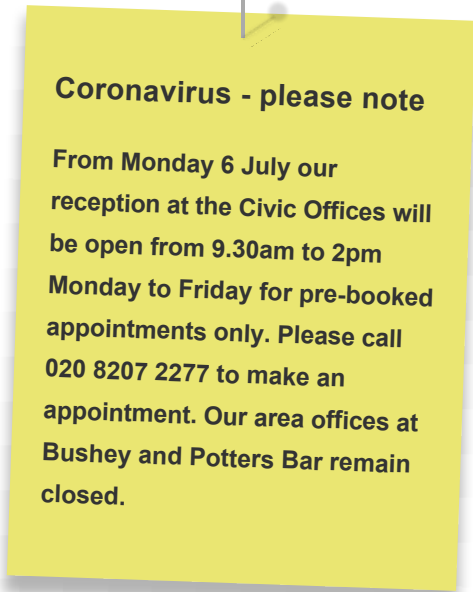 Coronavirus - please note
From Monday 6 July our
reception at the Civic Offices will
be open from 9.30am to 2pm
Monday to Friday for pre-booked
appointments only. Please call
020 8207 2277 to make an
appointment. Our area offices at
Bushey and Potters Bar remain
closed.